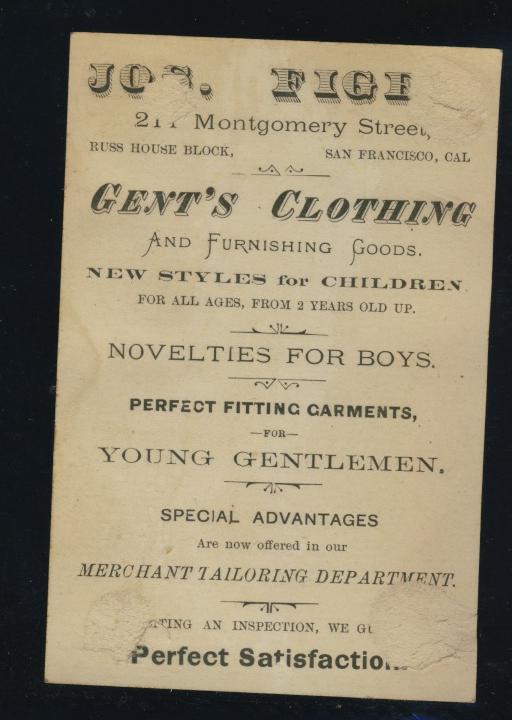 JOS.
Montgomery Street,
RUSS HOUSE BLOCK, SAN FRANCISCO, CAL
GENT'S CLOTHING
AND FURNISHING GOODS.
NEW STYLES for CHILDREN
FOR ALL AGES, FROM 2 YEARS OLD UP.
NOVELTIES FOR BOYS.
PERFECT FITTING GARMENTS,
—FOR—
YOUNG GENTLEMEN.
SPECIAL ADVANTAGES
Are now offered in our
MERCHANT TAILORING DEPARTMENT.
AN INSPECTION, WE
Perfect Satisfaction.